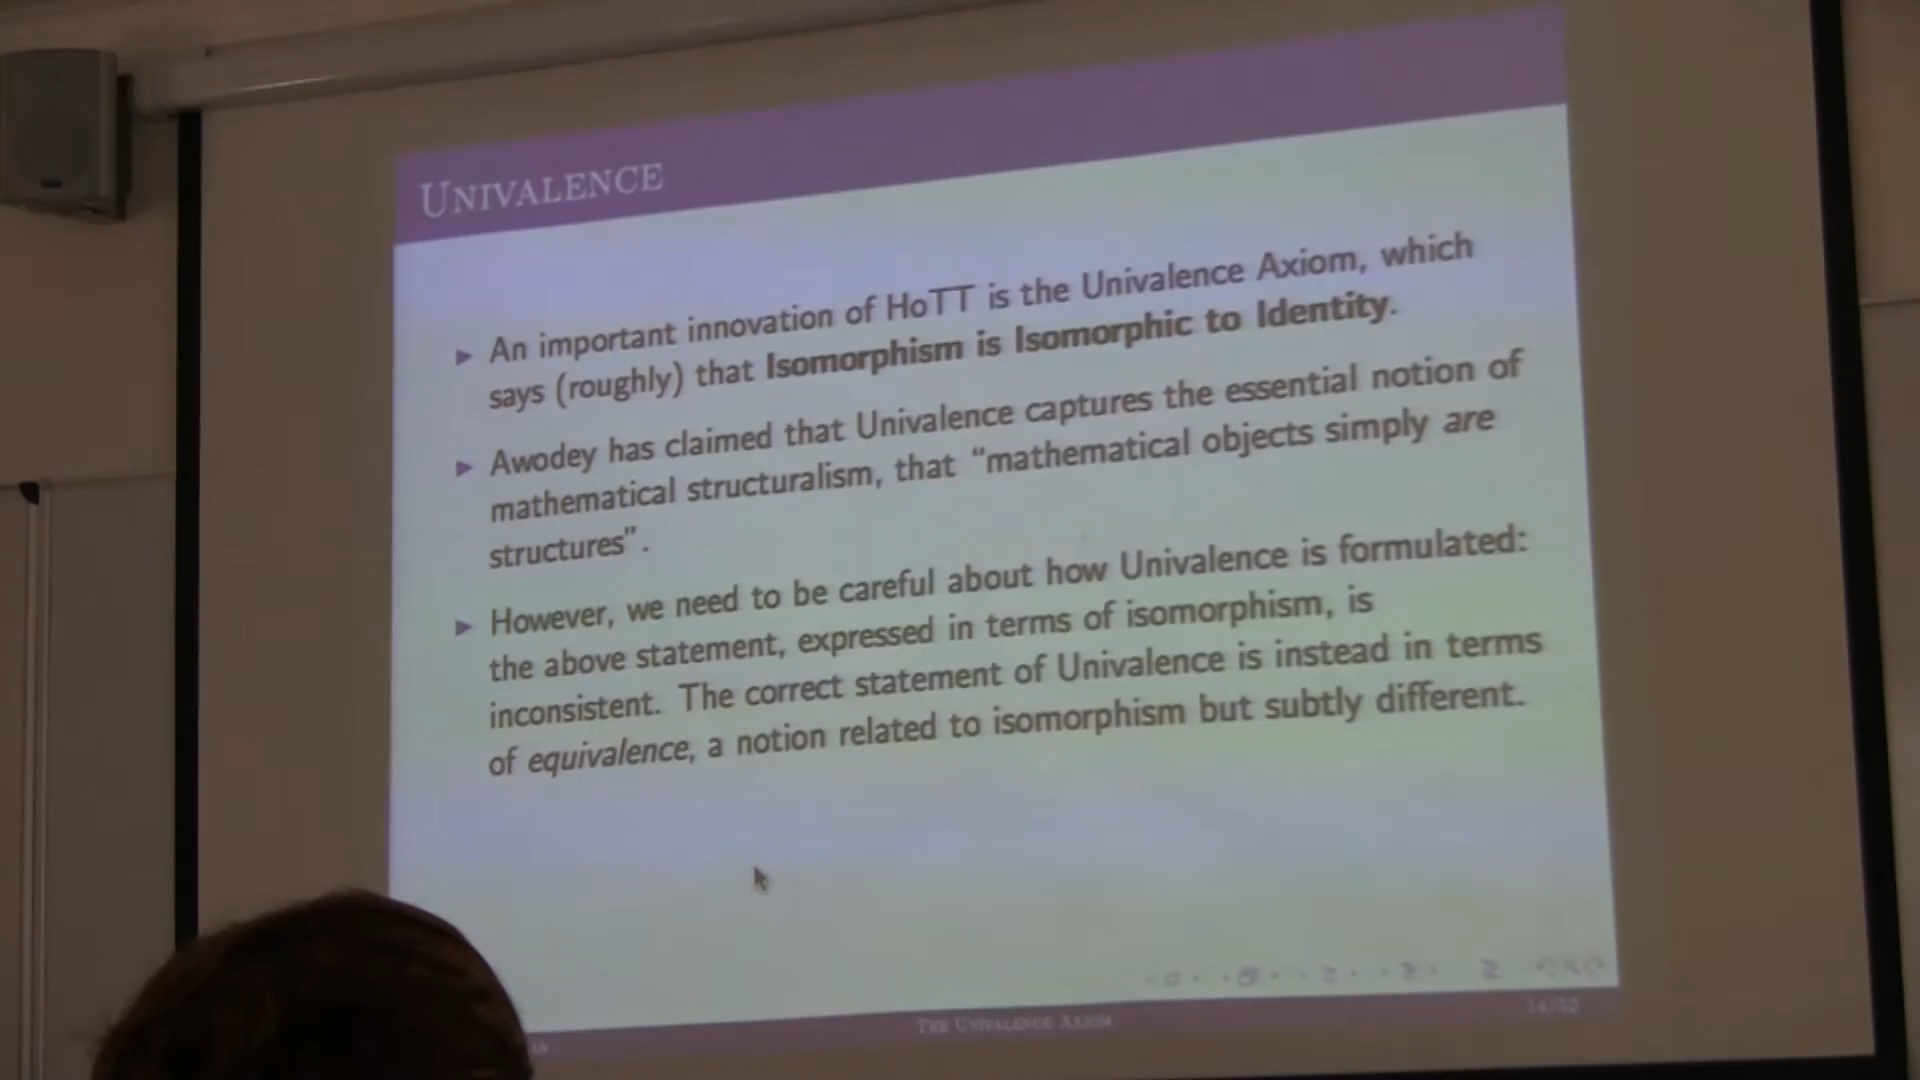 UNIVALENCE
▶ An important innovation of HoTT is the Univalence Axiom, which
says (roughly) that Isomorphism is Isomorphic to Identity.
▶ Awodey has claimed that Univalence captures the essential notion of
mathematical structuralism, that “mathematical objects simply are
structures”.
▶ However, we need to be careful about how Univalence is formulated:
the above statement, expressed in terms of isomorphism, is
inconsistent. The correct statement of Univalence is instead in terms
of equivalence, a notion related to isomorphism but subtly different.
THE UNIVALENCE AXIOM